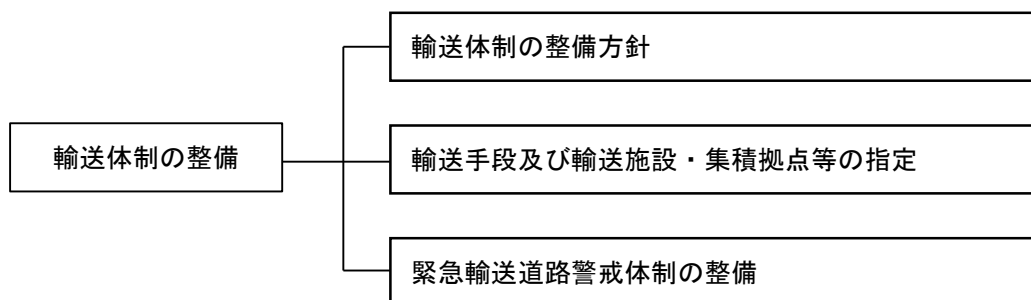 輸送体制の整備方針
輸送体制の整備
輸送手段及び輸送施設・集積拠点等の指定
緊急輸送道路警戒体制の整備